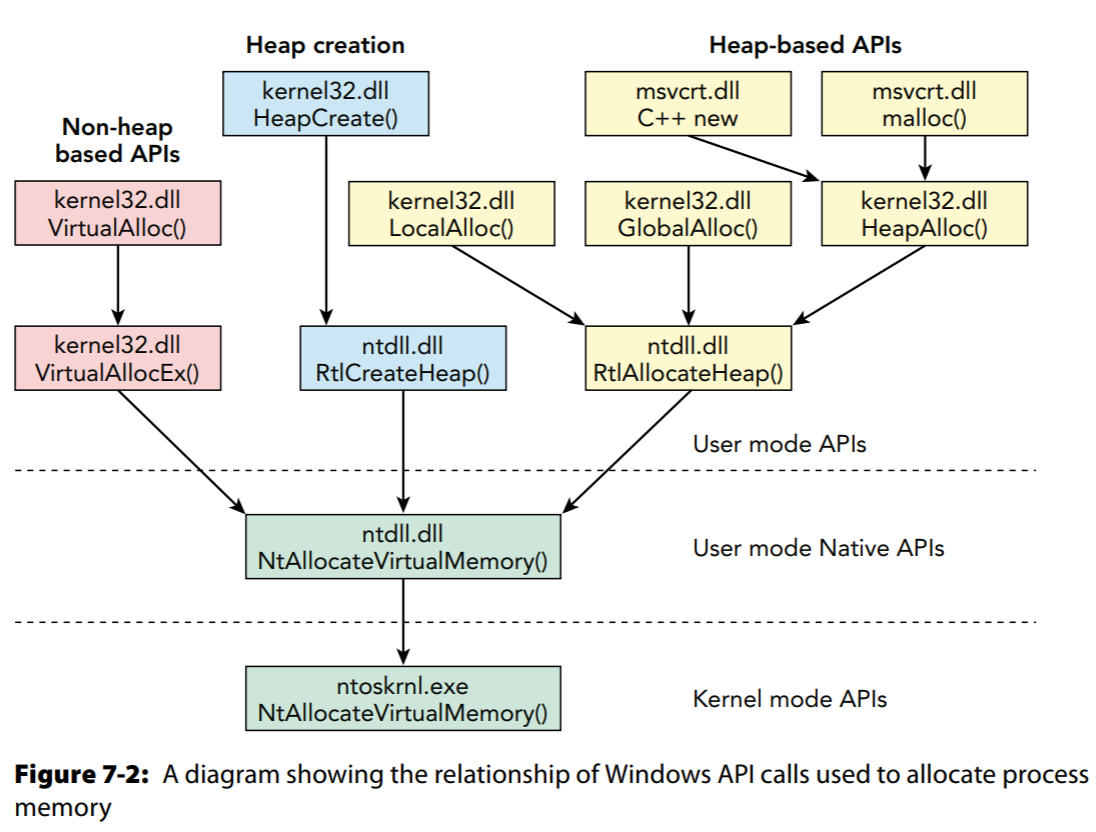 Heap creation
Heap-based APIs
kernel32.dll
HeapCreate()
msvcrt.dll
C++ new
msvcrt.dll
malloc()
Non-heap
based APIs
kernel32.dll
VirtualAlloc()
kernel32.dll
LocalAlloc()
kernel32.dll
GlobalAlloc()
kernel32.dll
HeapAlloc()
kernel32.dll
VirtualAllocEx()
ntdll.dll
RtlCreateHeap()
ntdll.dll
RtlAllocateHeap()
User mode APIs
ntdll.dll
NtAllocateVirtualMemory()
User mode Native APIs
ntoskrnl.exe
NtAllocateVirtualMemory()
Kernel mode APIs
Figure 7-2: A diagram showing the relationship of Windows API calls used to allocate process
memory